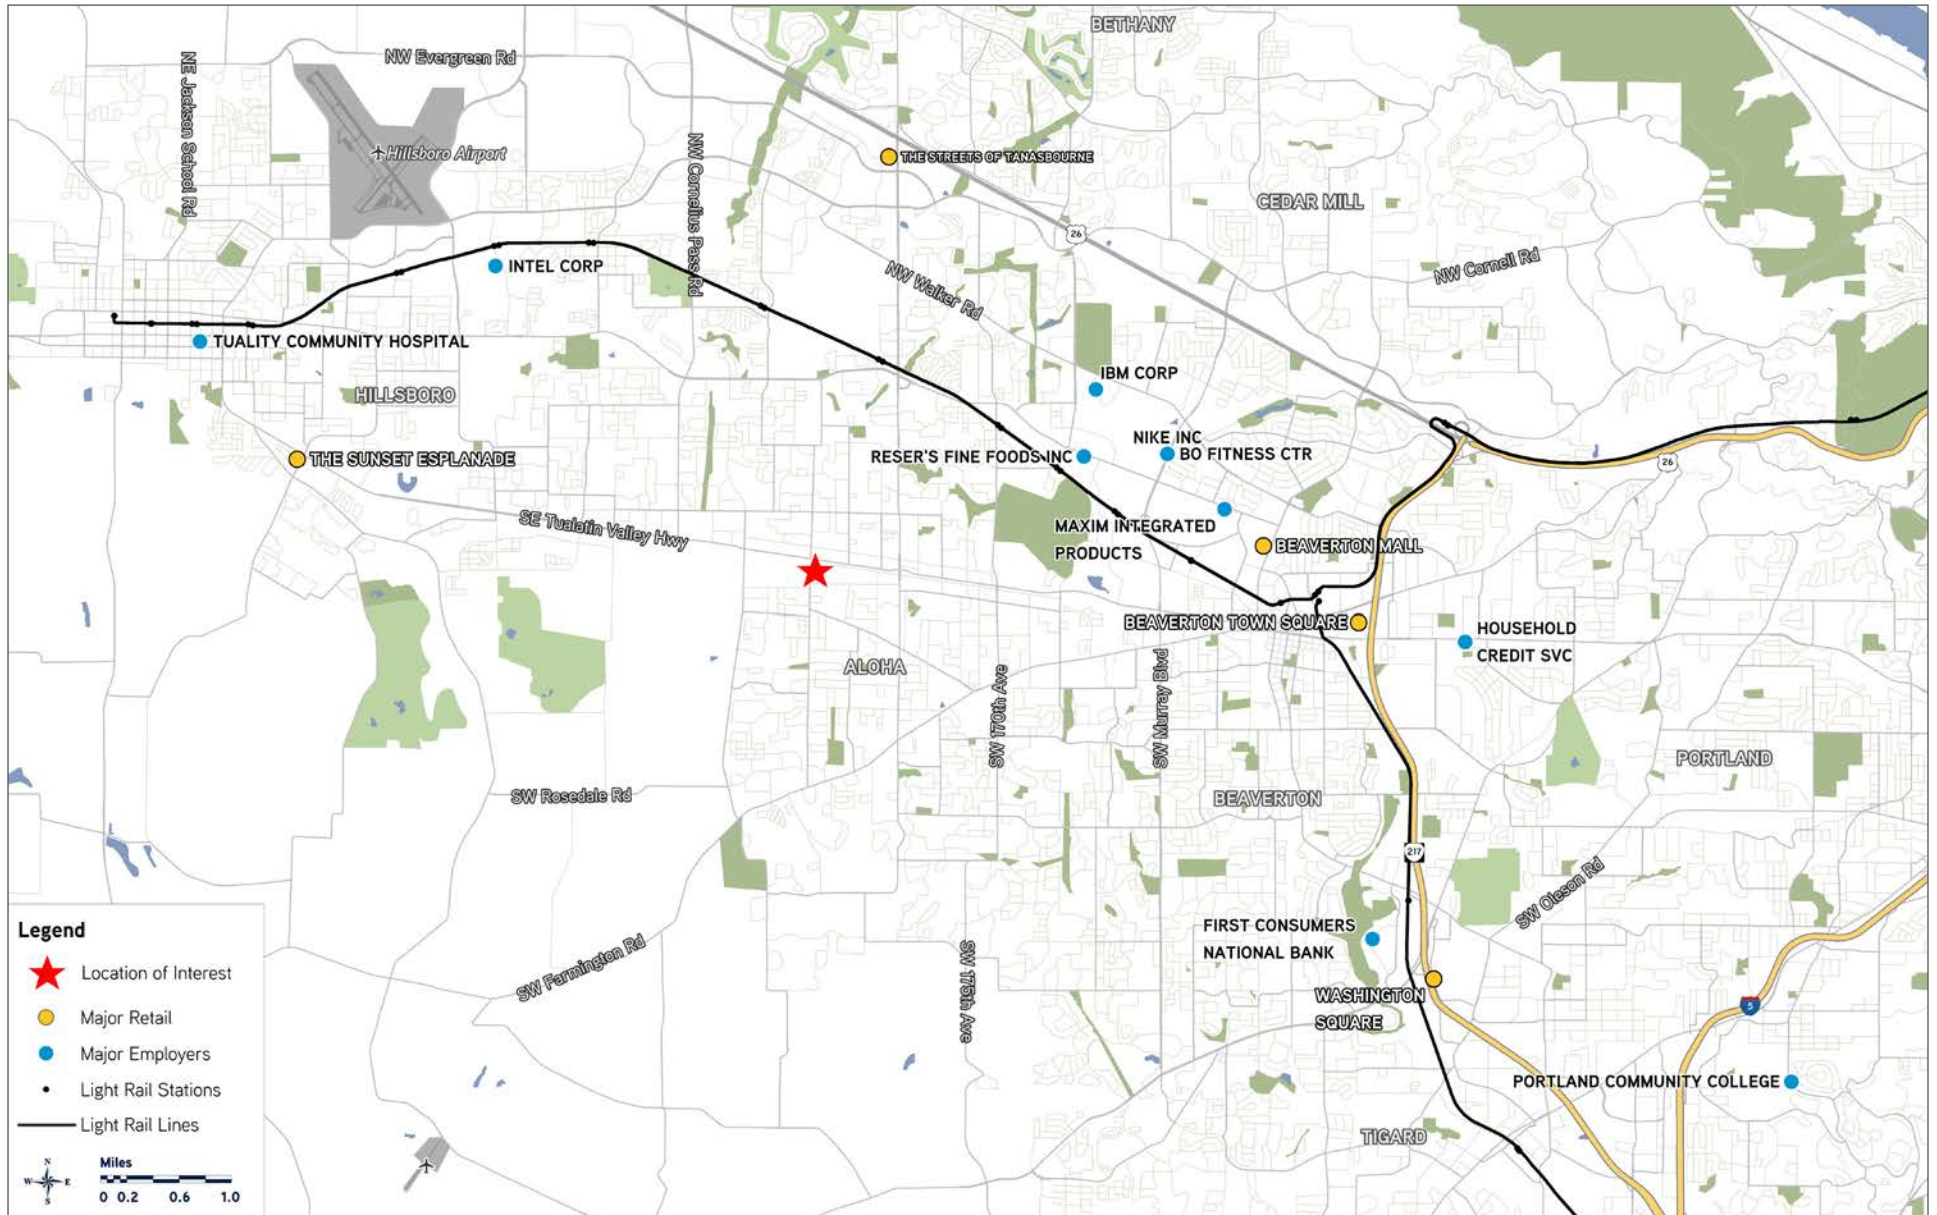 BETHANY
NW Evergreen Rd
NE Jackson School Rd
Hillsboro Airport
NW Cornelius Pass Rd
THE STREETS OF TANASBOURNE
CEDAR MILL
26
NW Cornell Rd
INTEL CORP
NW Walker Rd
TUALITY COMMUNITY HOSPITAL
IBM CORP
HILLSBORO
NIKE INC
BO FITNESS CTR
RESER'S FINE FOODS INC
THE SUNSET ESPLANADE
26
SE Tualatin Valley Hwy
MAXIM INTEGRATED
PRODUCTS
BEAVERTON MALL
BEAVERTON TOWN SQUARE
HOUSEHOLD
CREDIT SVC
ALOHA
SW 170th Ave
SW Murray Blvd
PORTLAND
SW Rosedale Rd
BEAVERTON
217
SW Oleson Rd
FIRST CONSUMERS
NATIONAL BANK
SW Farmington Rd
SW 175th Ave
WASHINGTON
SQUARE
5
PORTLAND COMMUNITY COLLEGE
TIGARD
Legend
Location of Interest
Major Retail
Major Employers
Light Rail Stations
Light Rail Lines
N
W E
S
Miles
0 0.2 0.6 1.0